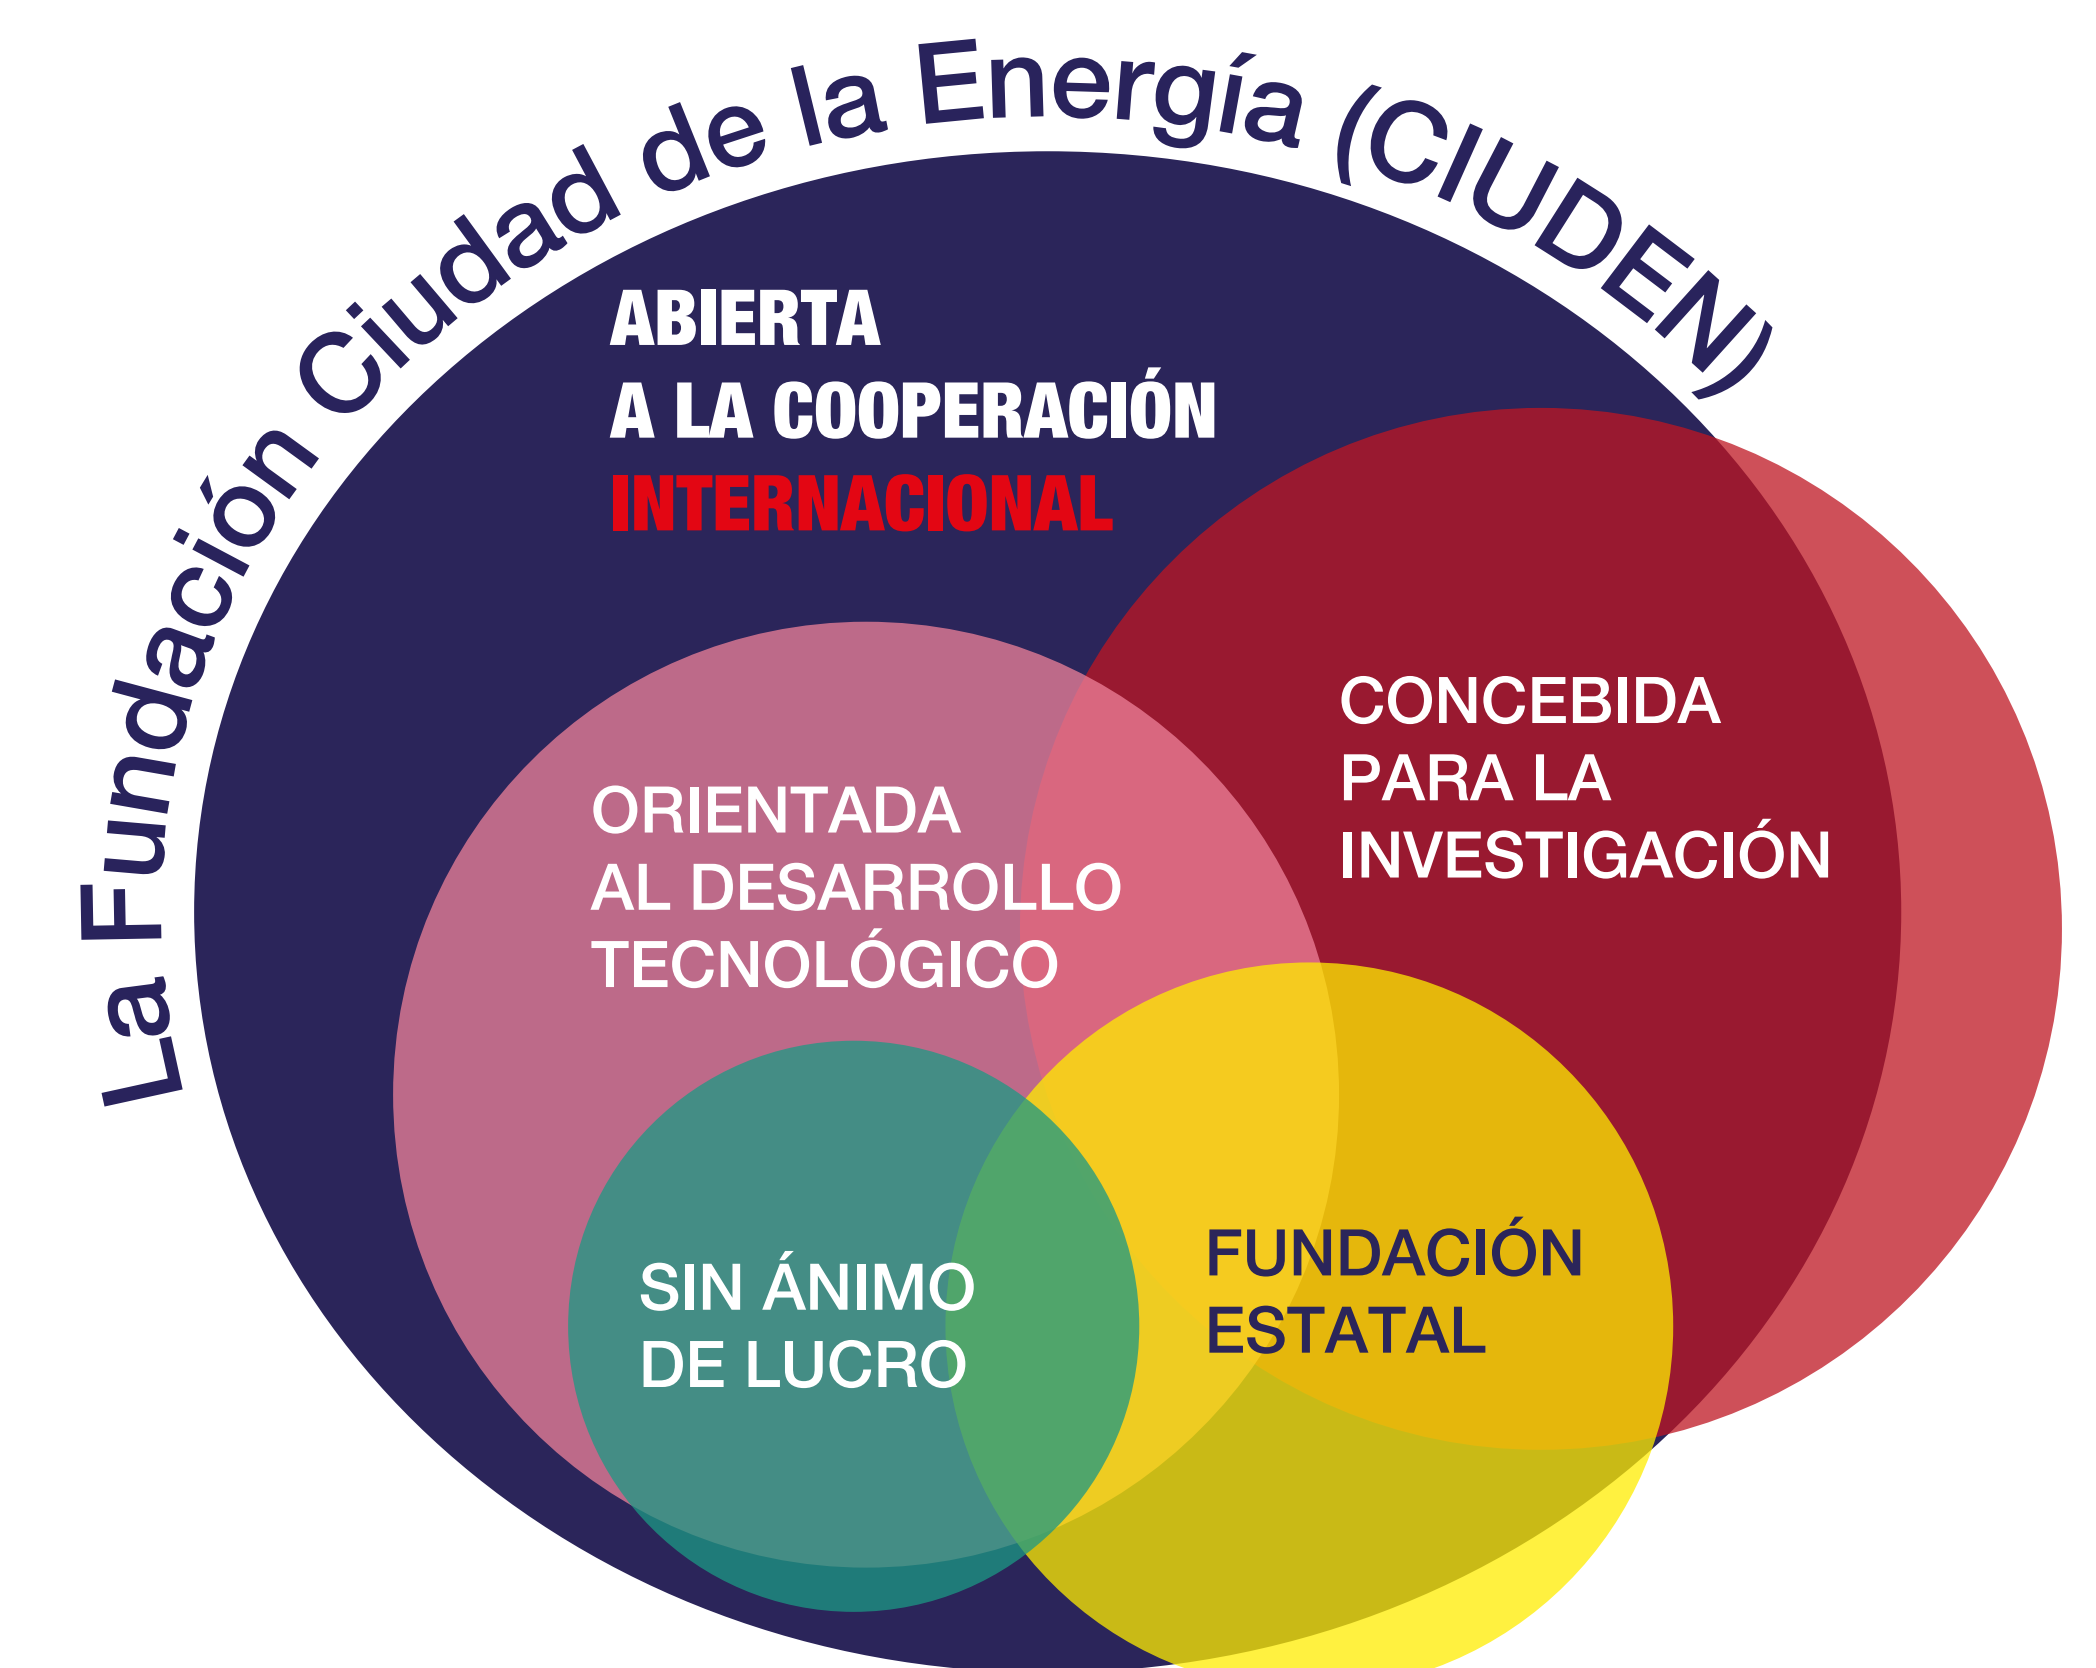 La Fundación Ciudad de la Energía (CIUDEN)
ABIERTA
A LA COOPERACIÓN
INTERNACIONAL
CONCEBIDA
PARA LA
INVESTIGACIÓN
ORIENTADA
AL DESARROLLO
TECNOLÓGICO
FUNDACIÓN
ESTATAL
SIN ÁNIMO
DE LUCRO